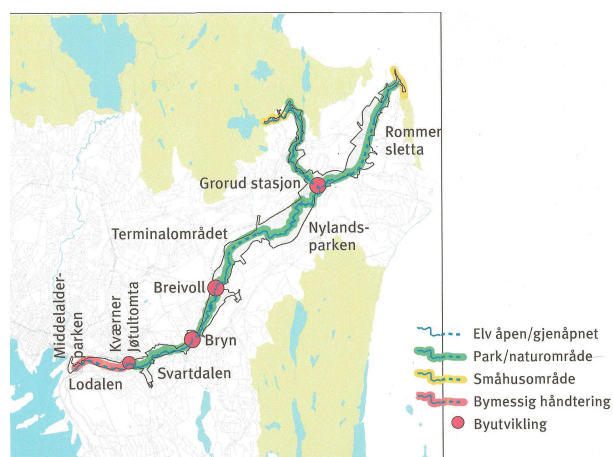 Rommer
sletta
Grorud stasjon
Nylands-
parken
Terminalområdet
Breivoll
Middelalder-
parken
Kværner
Jøtultomta
Bryn
Svartdalen
Lodalen
Elv åpen/gjenåpnet
Park/naturområde
Småhusområde
Bymessig håndtering
Byutvikling